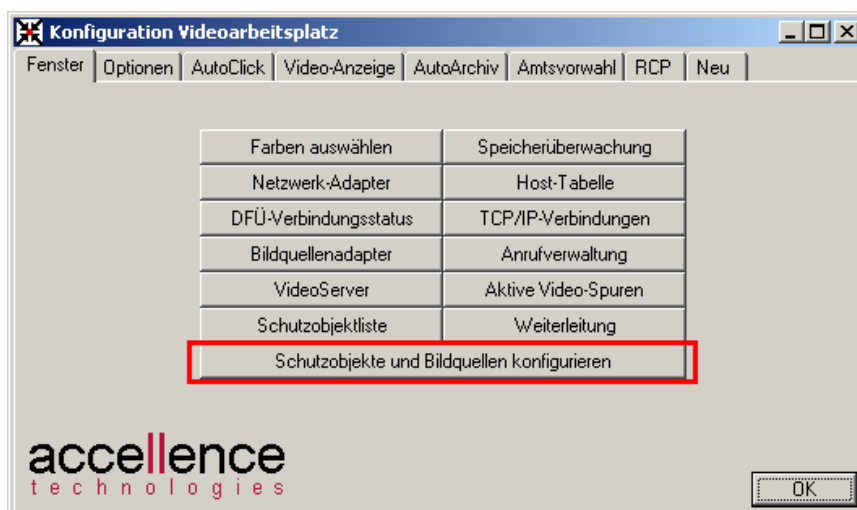 Konfiguration Videoarbeitsplatz
Fenster Optionen AutoClick Video-Anzeige AutoArchiv Amtsvorwahl RCP Neu
Farben auswählen Speicherüberwachung
Netzwerk-Adapter Host-Tabelle
DFÜ-Verbindungsstatus TCP/IP-Verbindungen
Bildquellenadapter Anrufverwaltung
VideoServer Aktive Video-Spuren
Schutzobjektliste Weiterleitung
Schutzobjekte und Bildquellen konfigurieren
accellence
technologies
OK